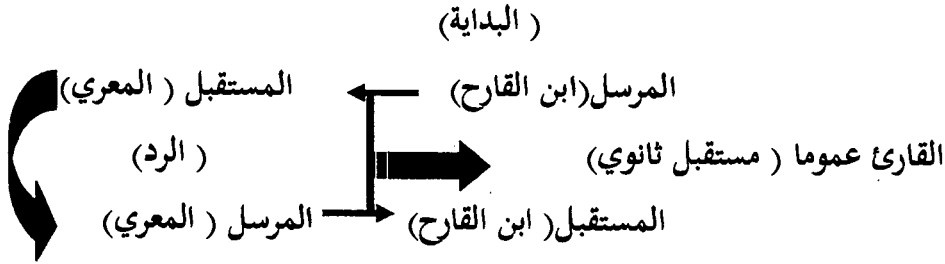 ( البداية)
المرسل(ابن القارح) المستقبل ( المعري)
القارئ عموما ( مستقبل ثانوي) ( الرد)
المستقبل( ابن القارح) المرسل ( المعري)